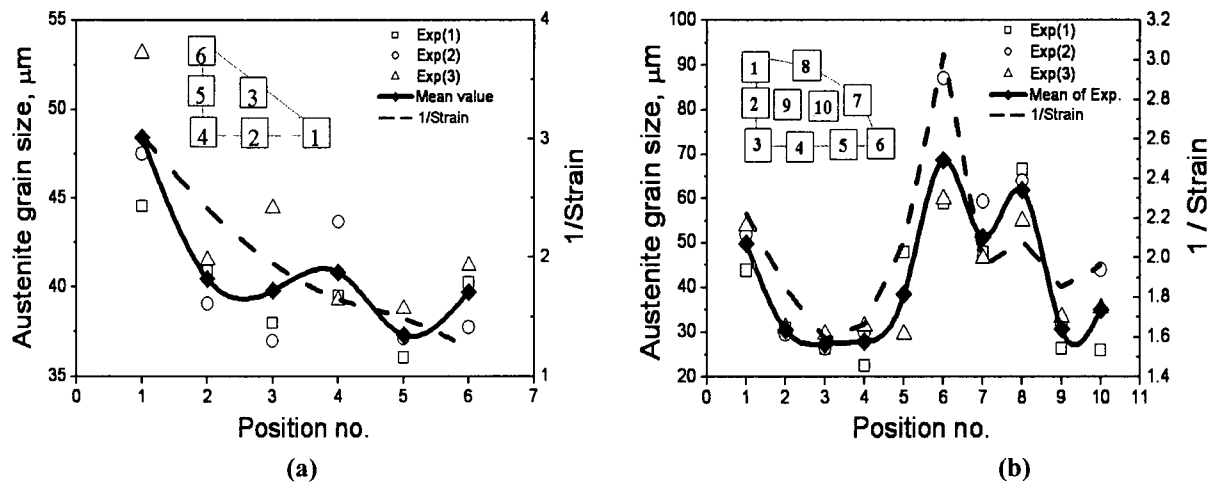 55
50
45
40
35
Austenite grain size, µm
4
3
2
1
1/Strain
0 1 2 3 4 5 6 7
Position no.
Exp(1)
Exp(2)
Exp(3)
Mean value
1/Strain
6
5
3
4 2 1
(a)
100
90
80
70
60
50
40
30
20
Austenite grain size, µm
3.2
3.0
2.8
2.6
2.4
2.2
2.0
1.8
1.6
1.4
1 / Strain
0 1 2 3 4 5 6 7 8 9 10 11
Position no.
Exp(1)
Exp(2)
Exp(3)
Mean of Exp.
1/Strain
1 8
2 9 10 7
3 4 5 6
(b)